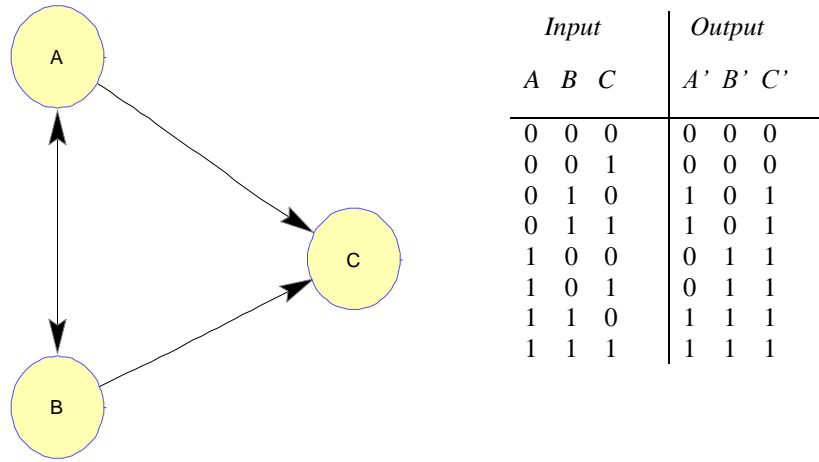 A
B
C
Input Output
A B C A’ B’ C’
0 0 0 0 0 0
0 0 1 0 0 0
0 1 0 1 0 1
0 1 1 1 0 1
1 0 0 0 1 1
1 0 1 0 1 1
1 1 0 1 1 1
1 1 1 1 1 1